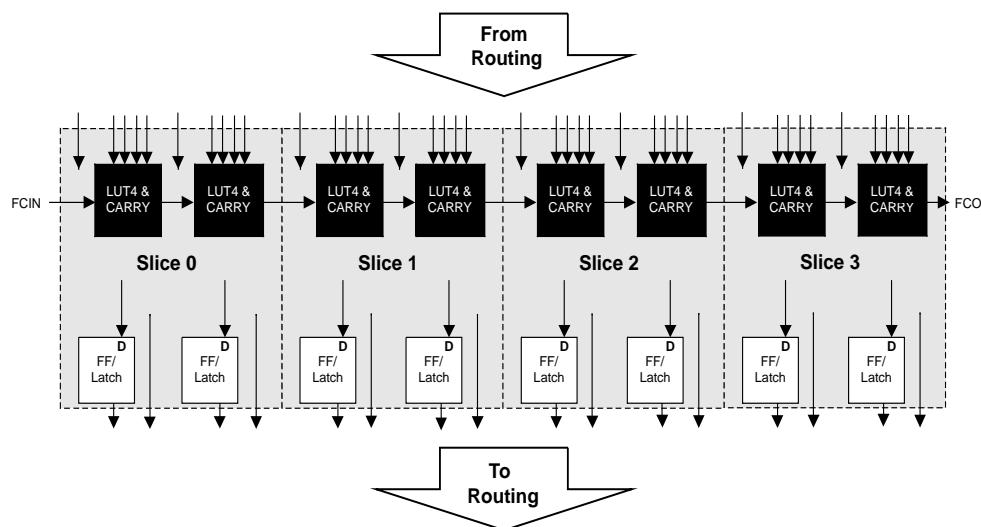 From
Routing
LUT4 &
CARRY
LUT4 &
CARRY
LUT4 &
CARRY
LUT4 &
CARRY
LUT4 &
CARRY
LUT4 &
CARRY
LUT4 &
CARRY
LUT4 &
CARRY
FCIN
FCO
Slice 0
Slice 1
Slice 2
Slice 3
D
FF/
Latch
D
FF/
Latch
D
FF/
Latch
D
FF/
Latch
D
FF/
Latch
D
FF/
Latch
D
FF/
Latch
D
FF/
Latch
To
Routing